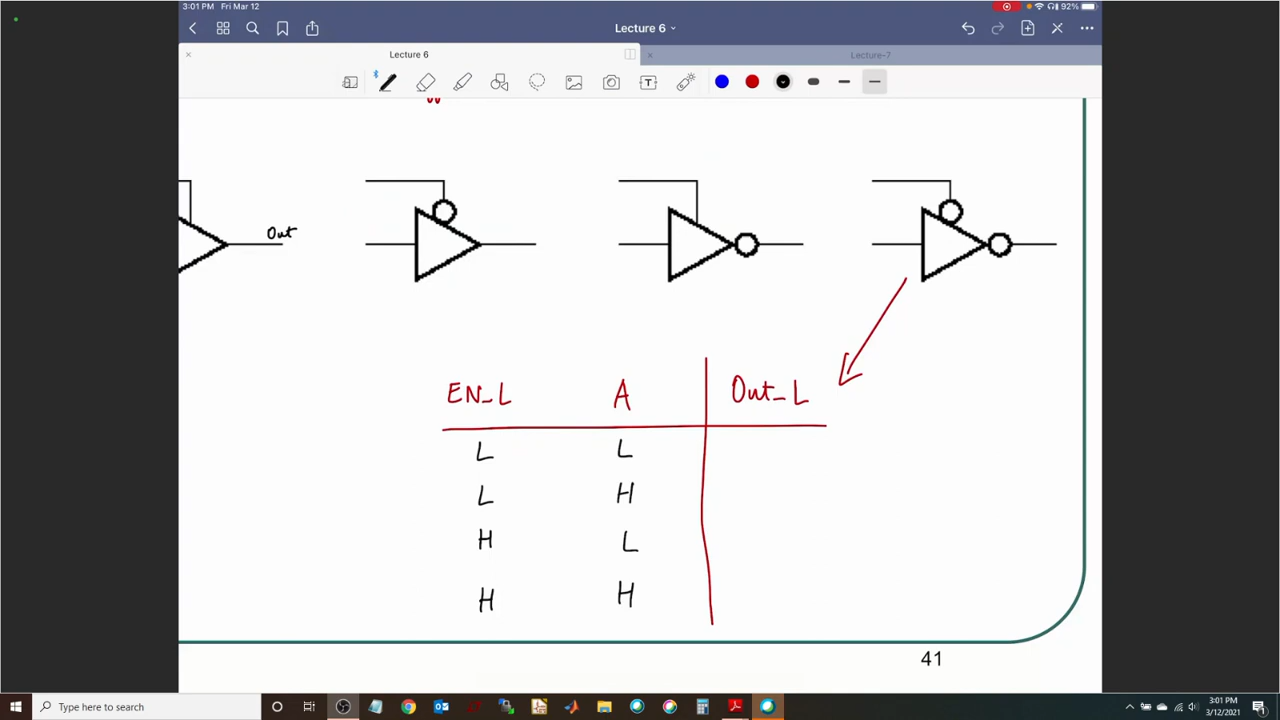 3:01 PM Fri Mar 12
92%
Lecture 6
Lecture 6
Lecture-7
T
Out
EN_L A Out_L
L L
L H
H L
H H
41
Type here to search
3:01 PM
3/12/2021